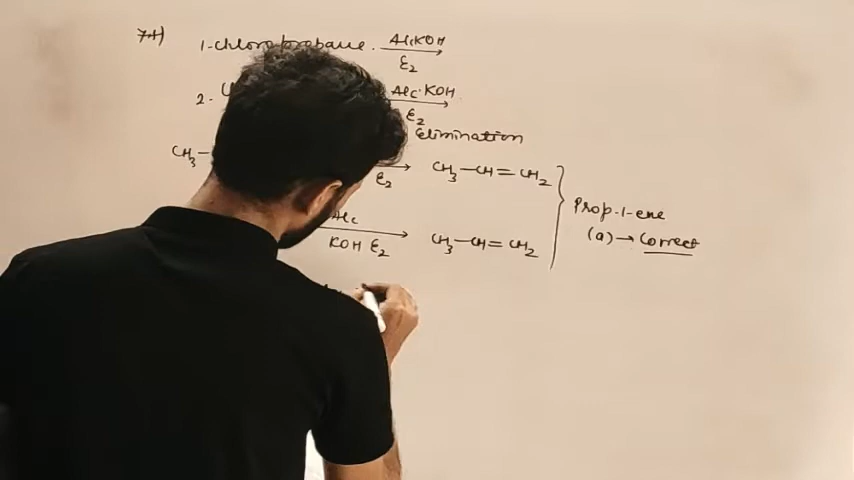 74) 1-chloropropane. Alc KOH
E2
2. Alc. KOH
E2
Elimination
CH3- E2 CH3-CH=CH2
Prop-1-ene
(a) → Correct
Alc
KOH E2 CH3-CH=CH2